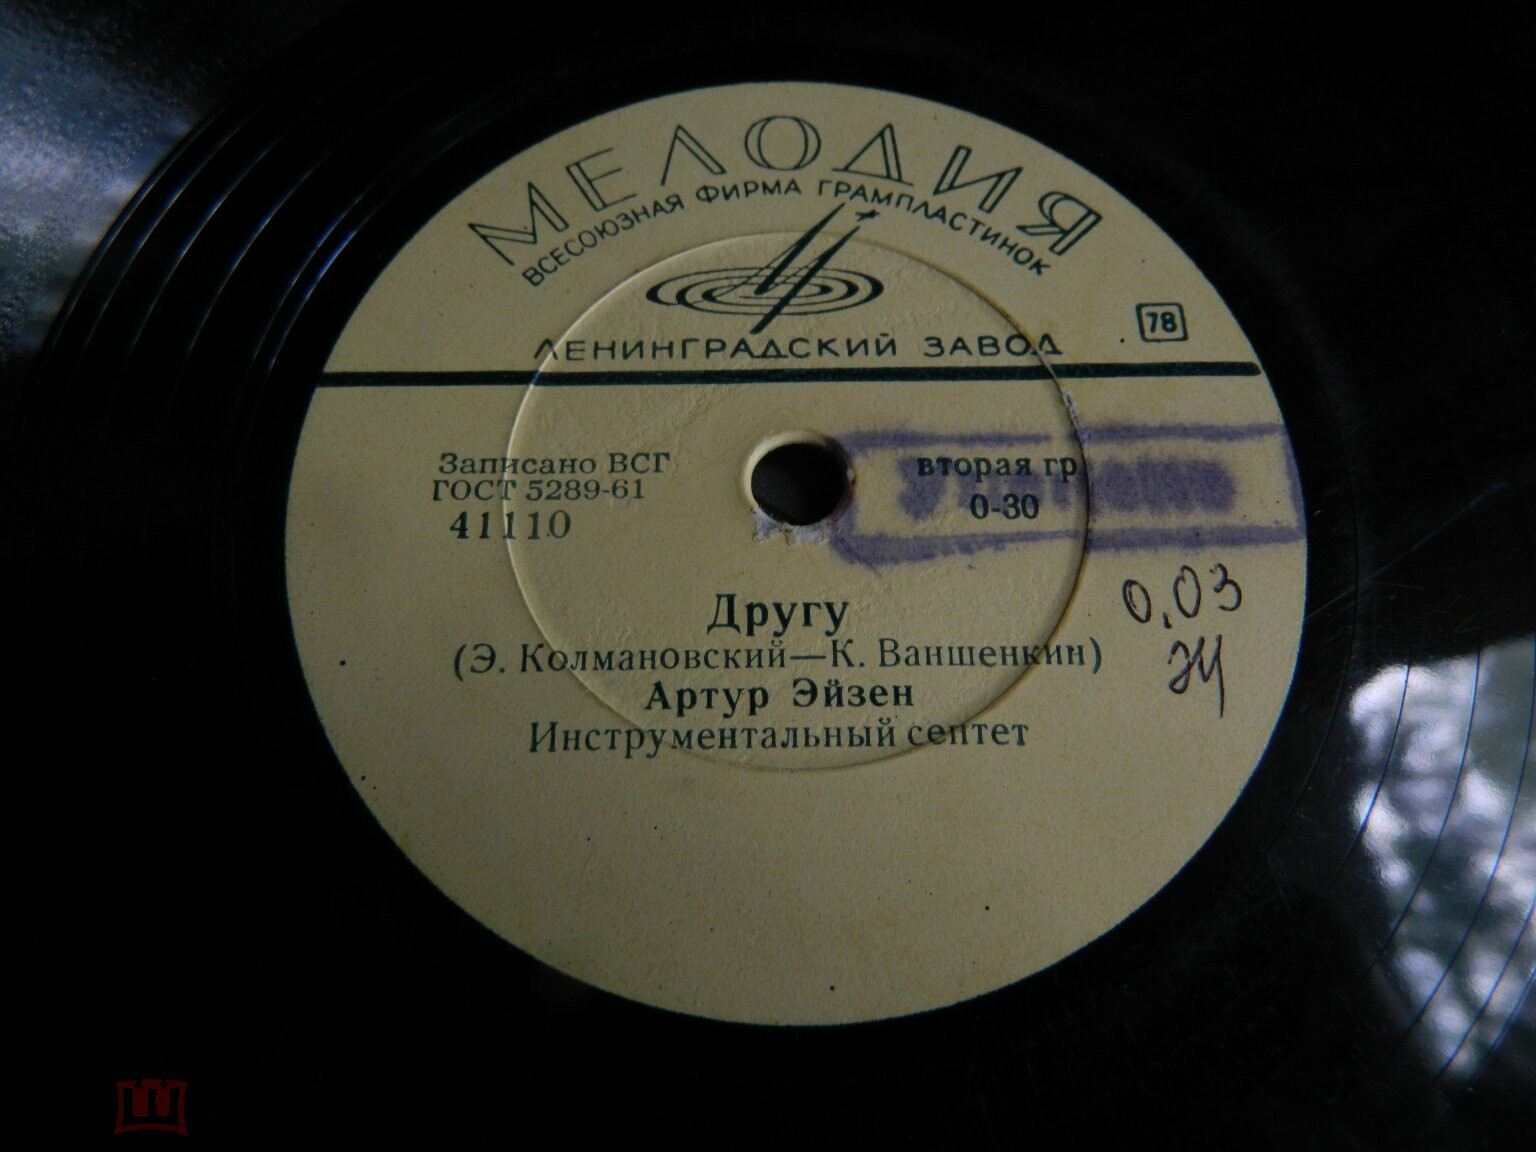 МЕЛОДИЯ
ВСЕСОЮЗНАЯ ФИРМА ГРАМПЛАСТИНОК
ЛЕНИНГРАДСКИЙ ЗАВОД
78
Записано ВСГ
ГОСТ 5289-61
41110
вторая гр
0-30
0,03
Другу
(Э. Колмановский—К. Ваншенкин)
Артур Эйзен
Инструментальный септет